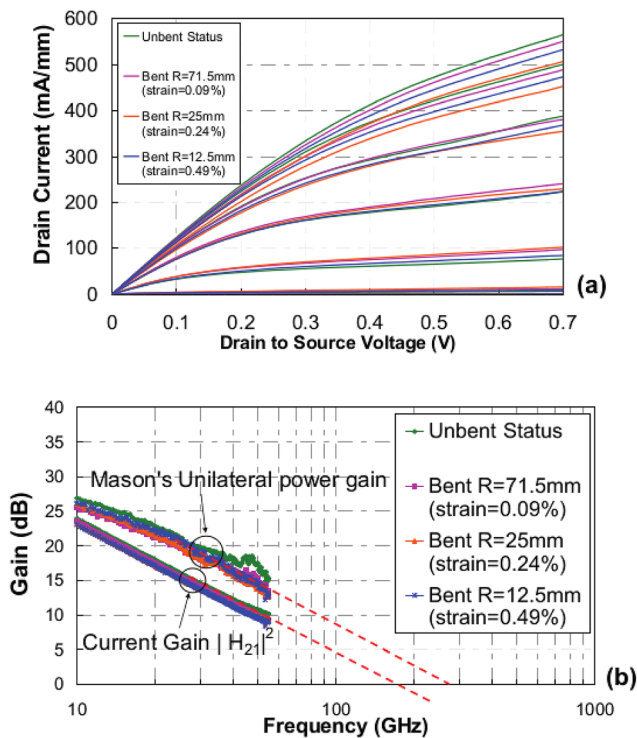 600
500
400
300
200
100
0
Drain Current (mA/mm)
Unbent Status
Bent R=71.5mm
(strain=0.09%)
Bent R=25mm
(strain=0.24%)
Bent R=12.5mm
(strain=0.49%)
0 0.1 0.2 0.3 0.4 0.5 0.6 0.7
Drain to Source Voltage (V)
(a)
40
35
30
25
20
15
10
5
0
Gain (dB)
Mason's Unilateral power gain
Current Gain | H21|2
Unbent Status
Bent R=71.5mm
(strain=0.09%)
Bent R=25mm
(strain=0.24%)
Bent R=12.5mm
(strain=0.49%)
10 100 1000
Frequency (GHz)
(b)